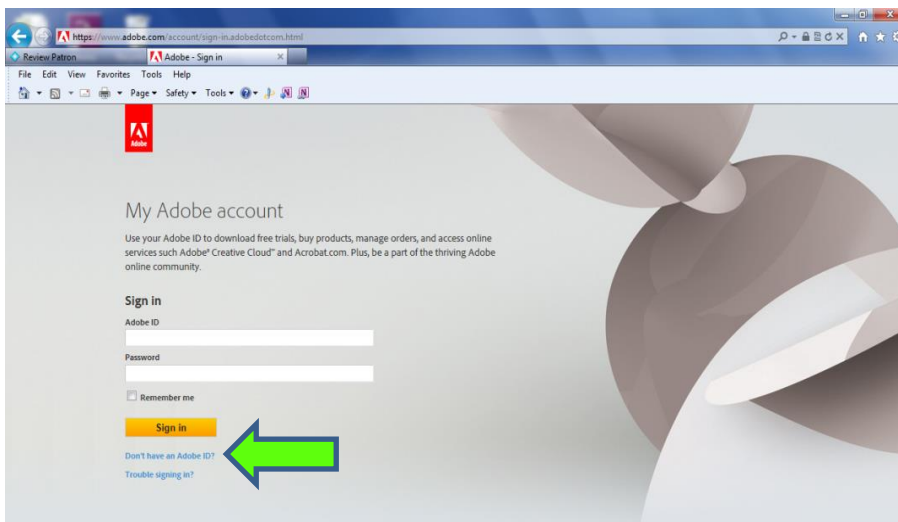 https://www.adobe.com/account/sign-in.adobedotcom.html
Review Patron
Adobe - Sign in
File Edit View Favorites Tools Help
Page Safety Tools
Adobe
My Adobe account
Use your Adobe ID to download free trials, buy products, manage orders, and access online
services such Adobe® Creative Cloud™ and Acrobat.com. Plus, be a part of the thriving Adobe
online community.
Sign in
Adobe ID
Password
Remember me
Sign in
Don't have an Adobe ID?
Trouble signing in?